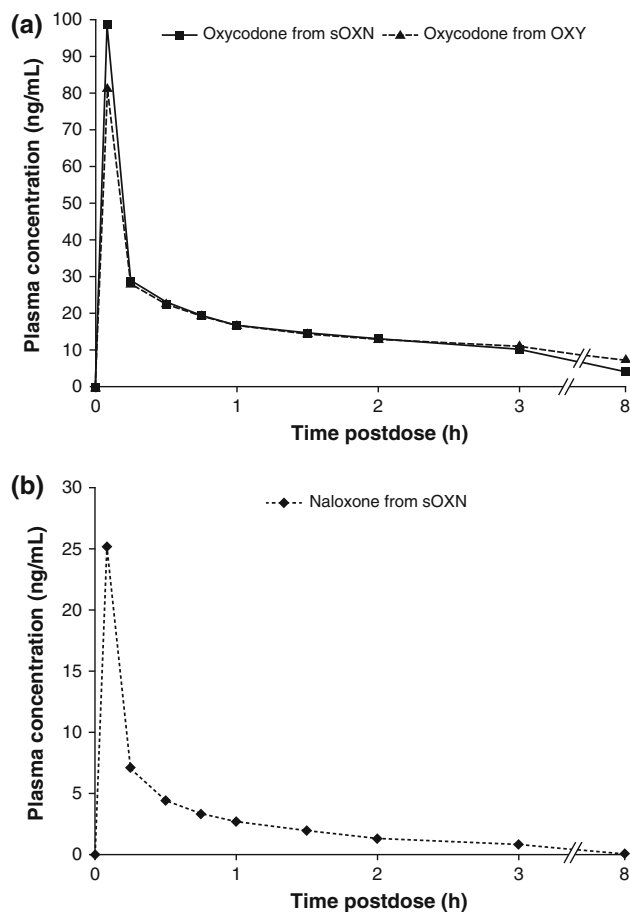 (a)
Oxycodone from sOXN Oxycodone from OXY
Plasma concentration (ng/mL)
100
90
80
70
60
50
40
30
20
10
0
0 1 2 3 8
Time postdose (h)
(b)
Naloxone from sOXN
Plasma concentration (ng/mL)
30
25
20
15
10
5
0
0 1 2 3 8
Time postdose (h)